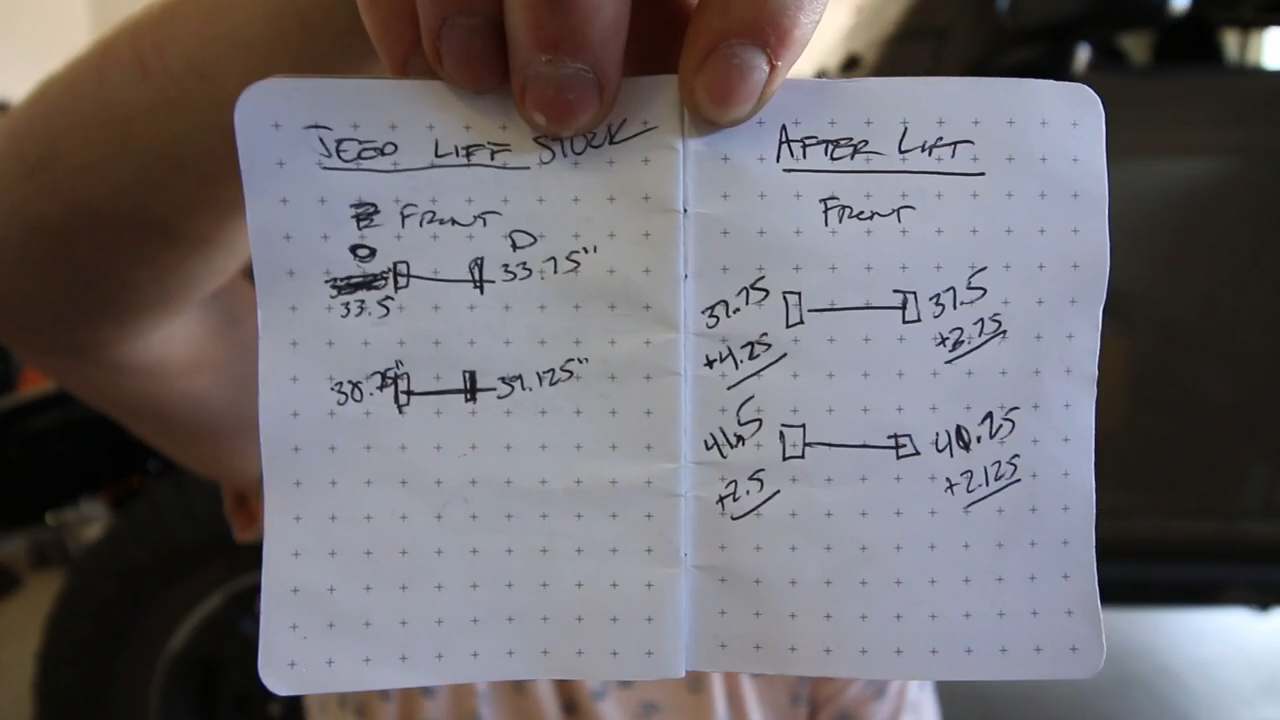 JEEP LIFT STOCK
FRONT
D
33.75"
33.5
38.75" 39.125"
AFTER LIFT
FRONT
37.75 37.5
+4.25 +3.75
41.5 40.25
+2.5 +2.125